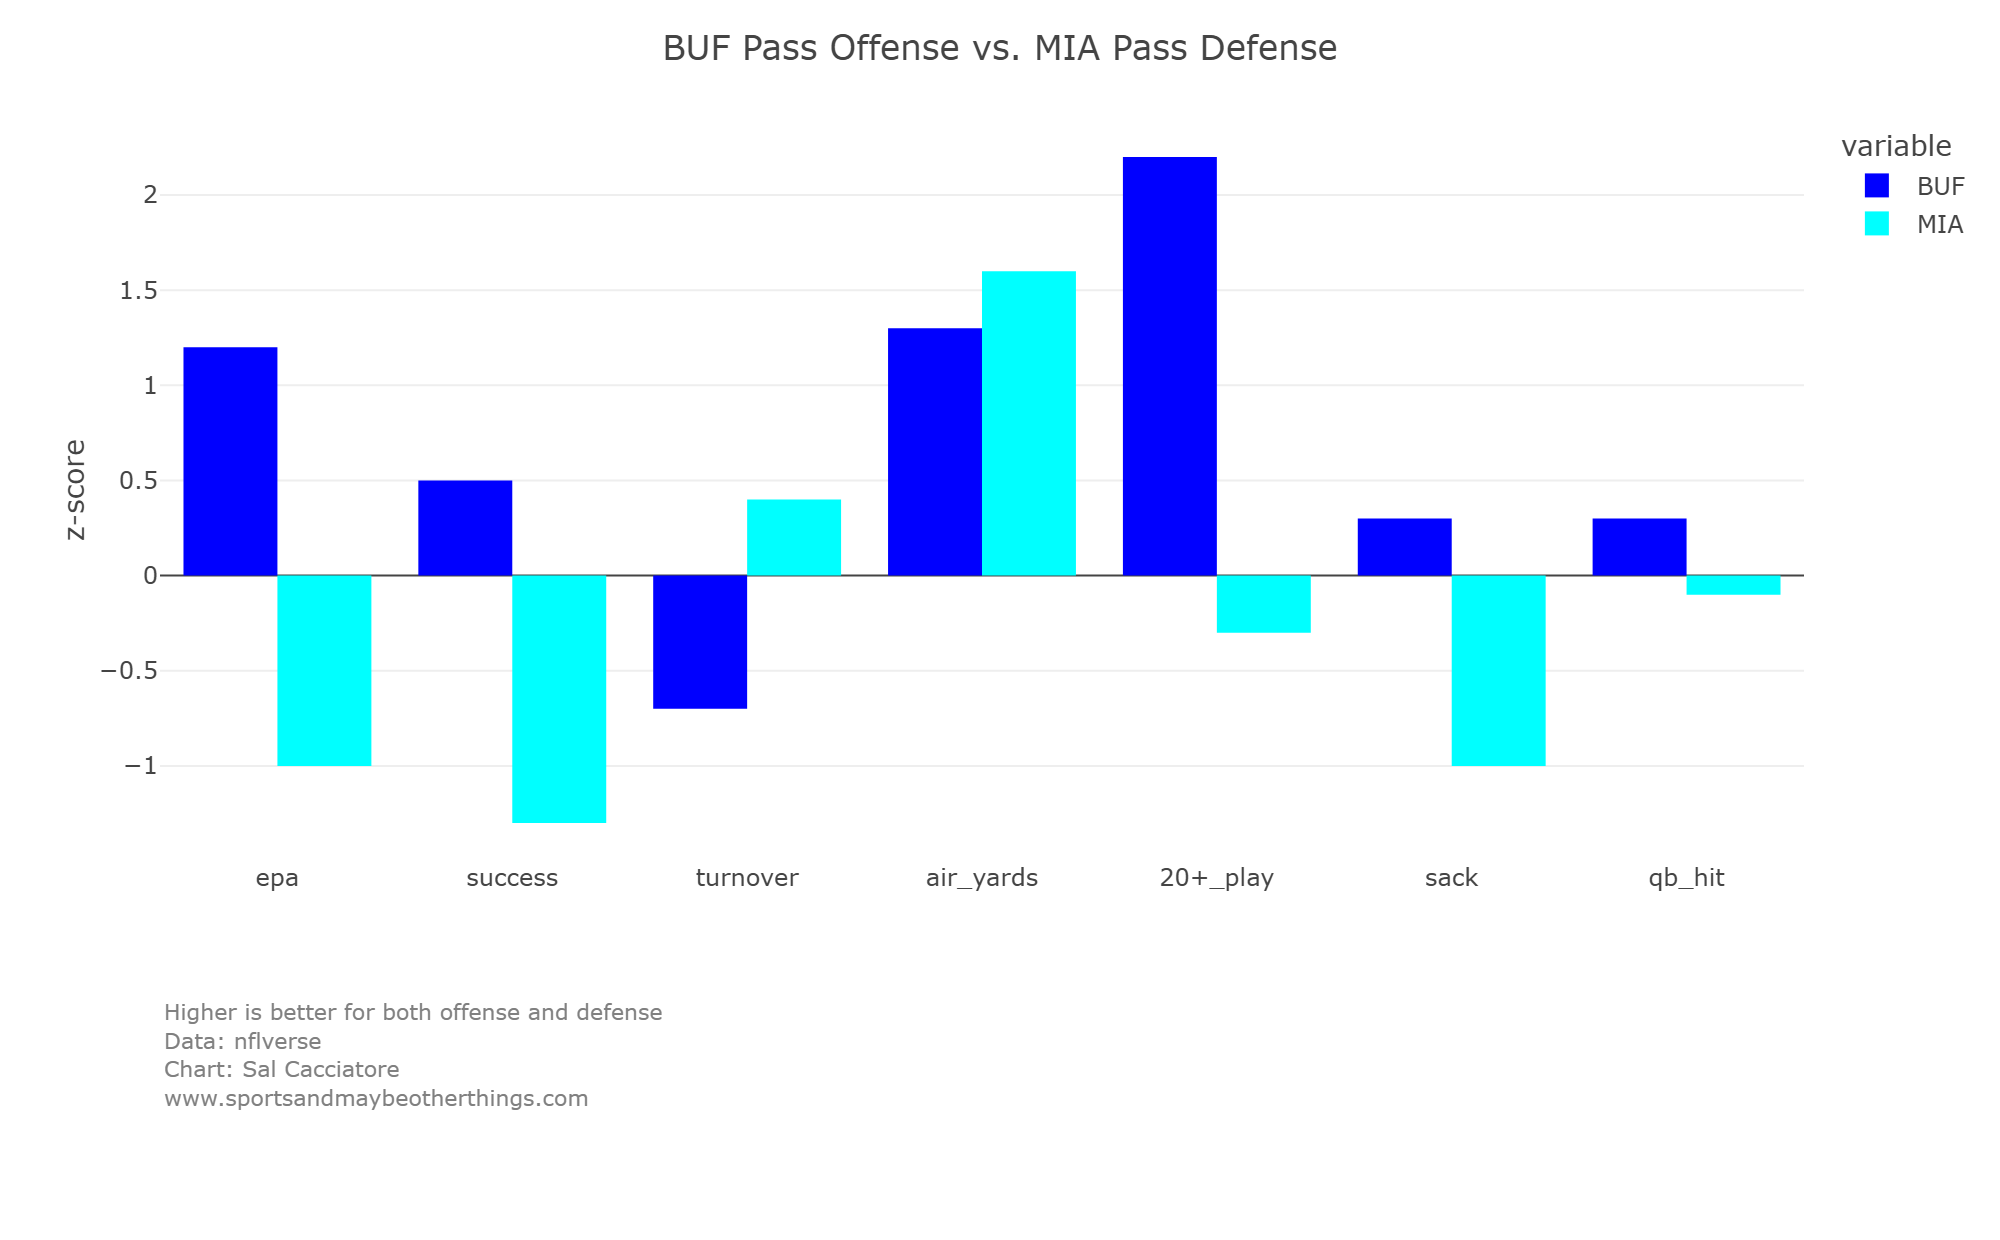 BUF Pass Offense vs. MIA Pass Defense
variable
BUF
MIA
2
1.5
1
0.5
0
−0.5
−1
z-score
epa
success
turnover
air_yards
20+_play
sack
qb_hit
Higher is better for both offense and defense
Data: nflverse
Chart: Sal Cacciatore
www.sportsandmaybeotherthings.com